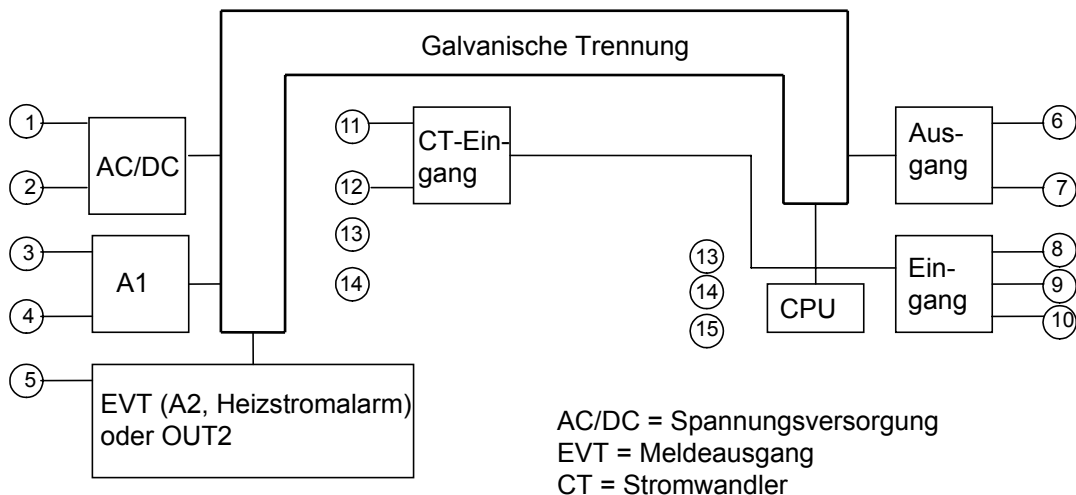 Galvanische Trennung
1
2
AC/DC
3
4
A1
5
EVT (A2, Heizstromalarm)
oder OUT2
11
12
CT-Ein-
gang
13
14
13
14
15
CPU
Aus-
gang
6
7
Ein-
gang
8
9
10
AC/DC = Spannungsversorgung
EVT = Meldeausgang
CT = Stromwandler